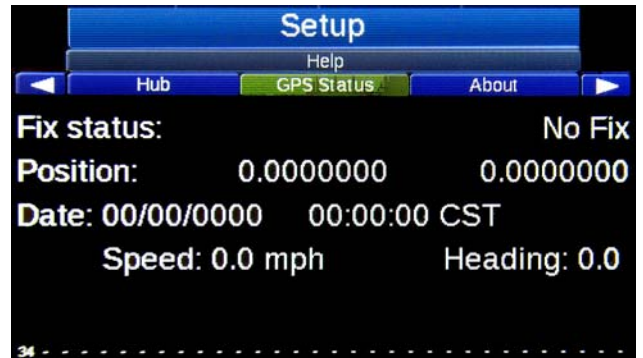 Setup
Help
Hub GPS Status About
Fix status: No Fix
Position: 0.0000000 0.0000000
Date: 00/00/0000 00:00:00 CST
Speed: 0.0 mph Heading: 0.0
34